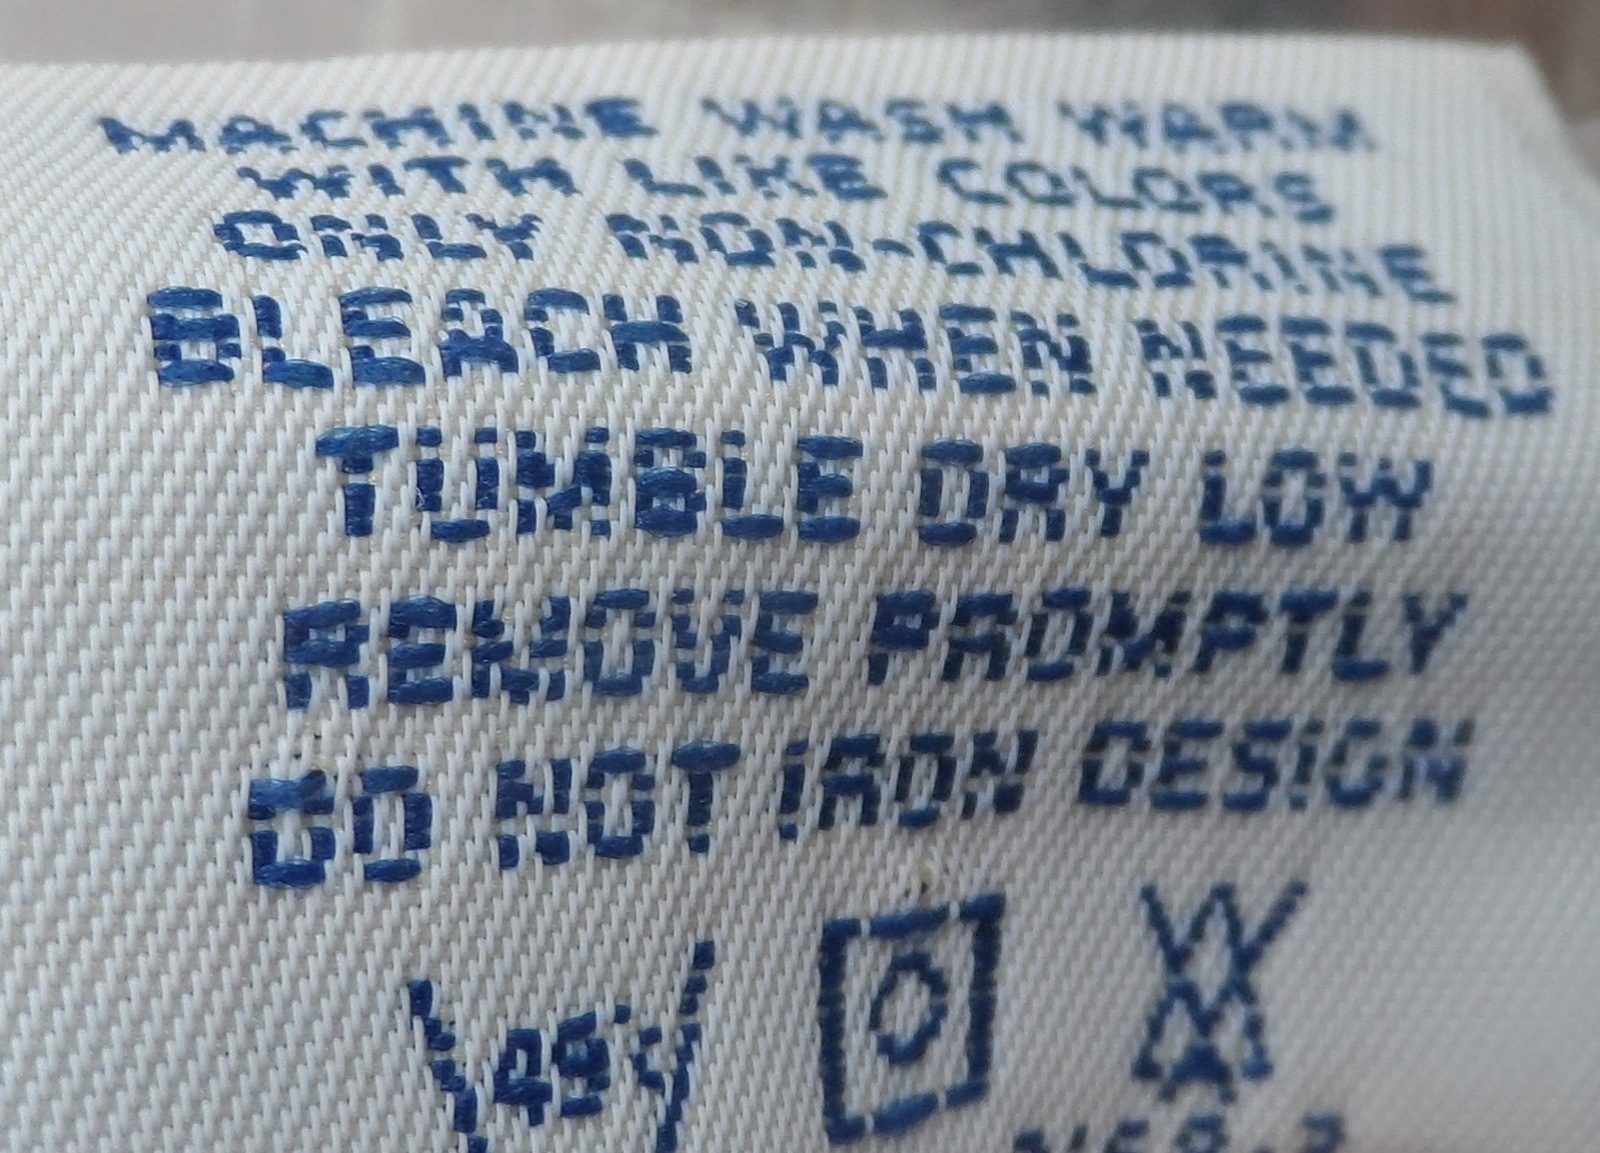 MACHINE WASH WARM
WITH LIKE COLORS
ONLY NON-CHLORINE
BLEACH WHEN NEEDED
TUMBLE DRY LOW
REMOVE PROMPTLY
DO NOT IRON DESIGN